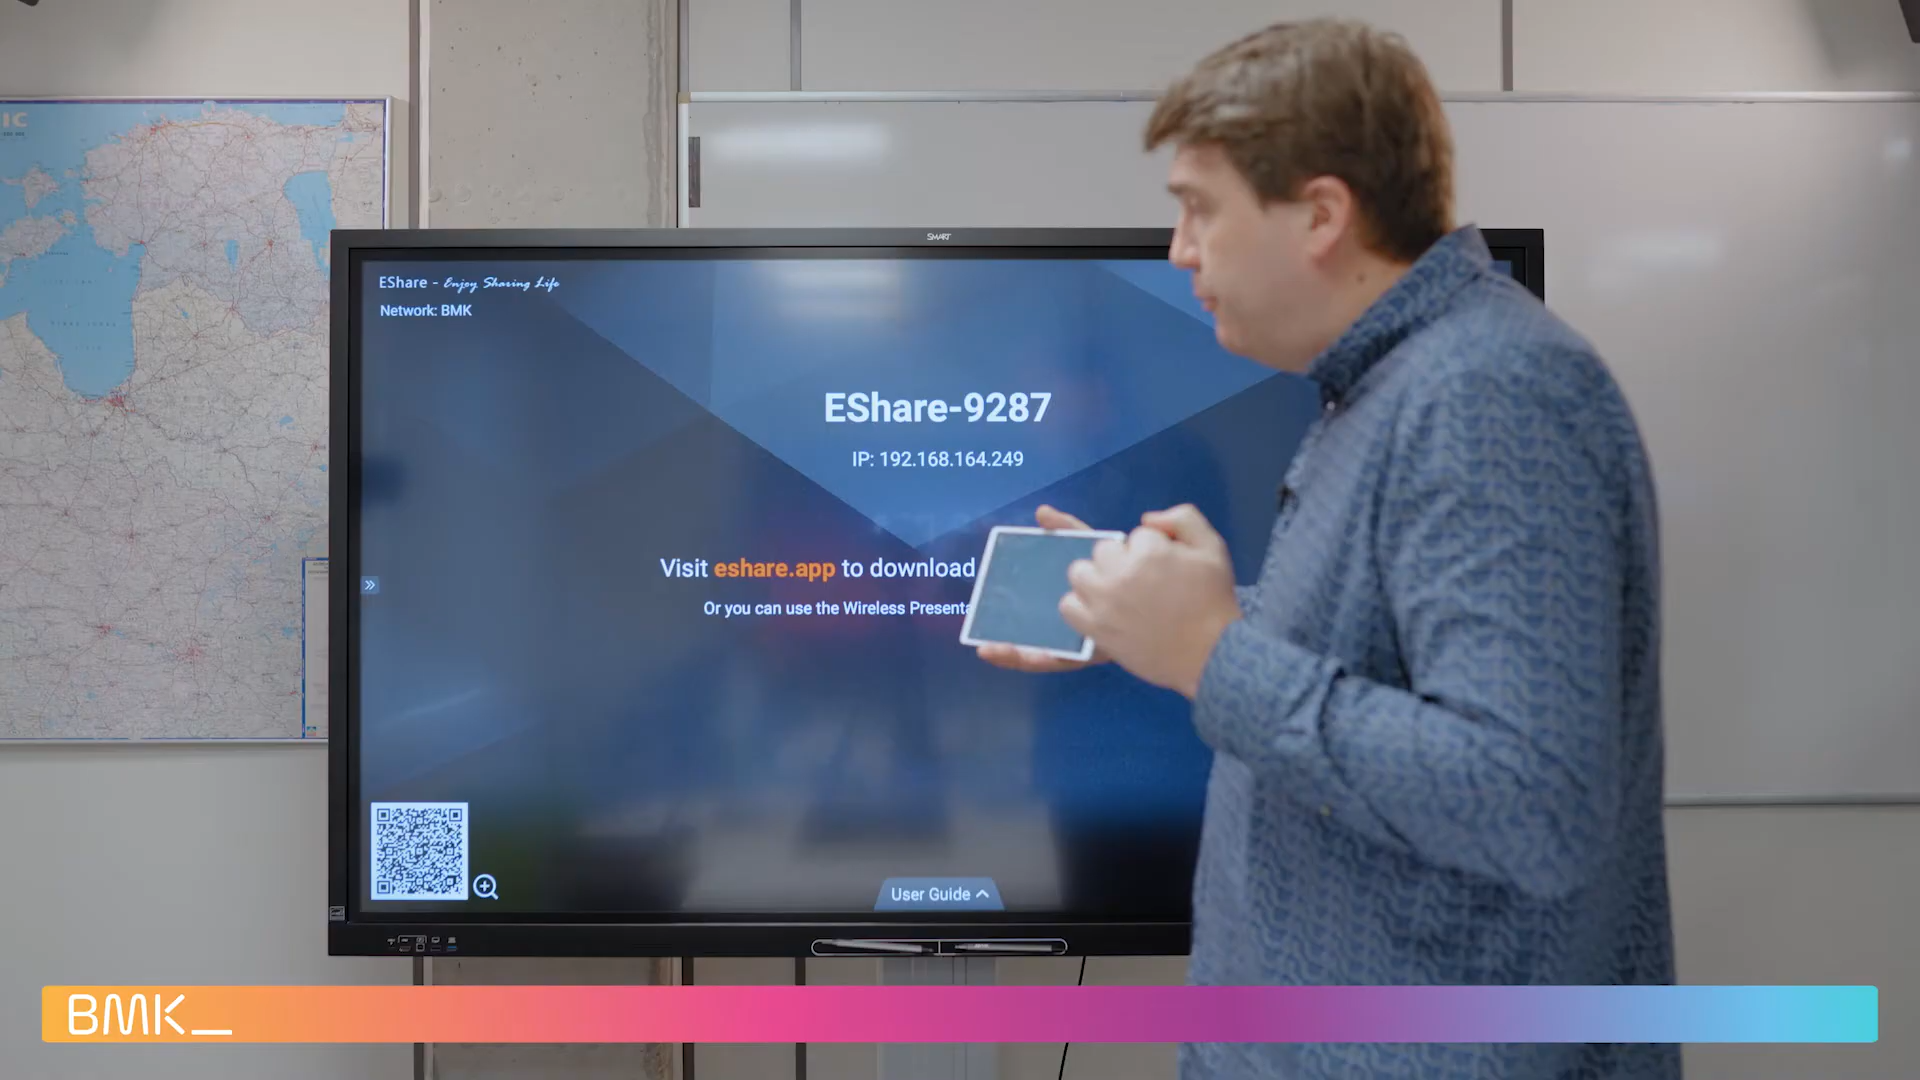 IC
SMART
EShare - Enjoy Sharing Life
Network: BMK
EShare-9287
IP: 192.168.164.249
Visit eshare.app to download
Or you can use the Wireless Presenta
User Guide
BMK_